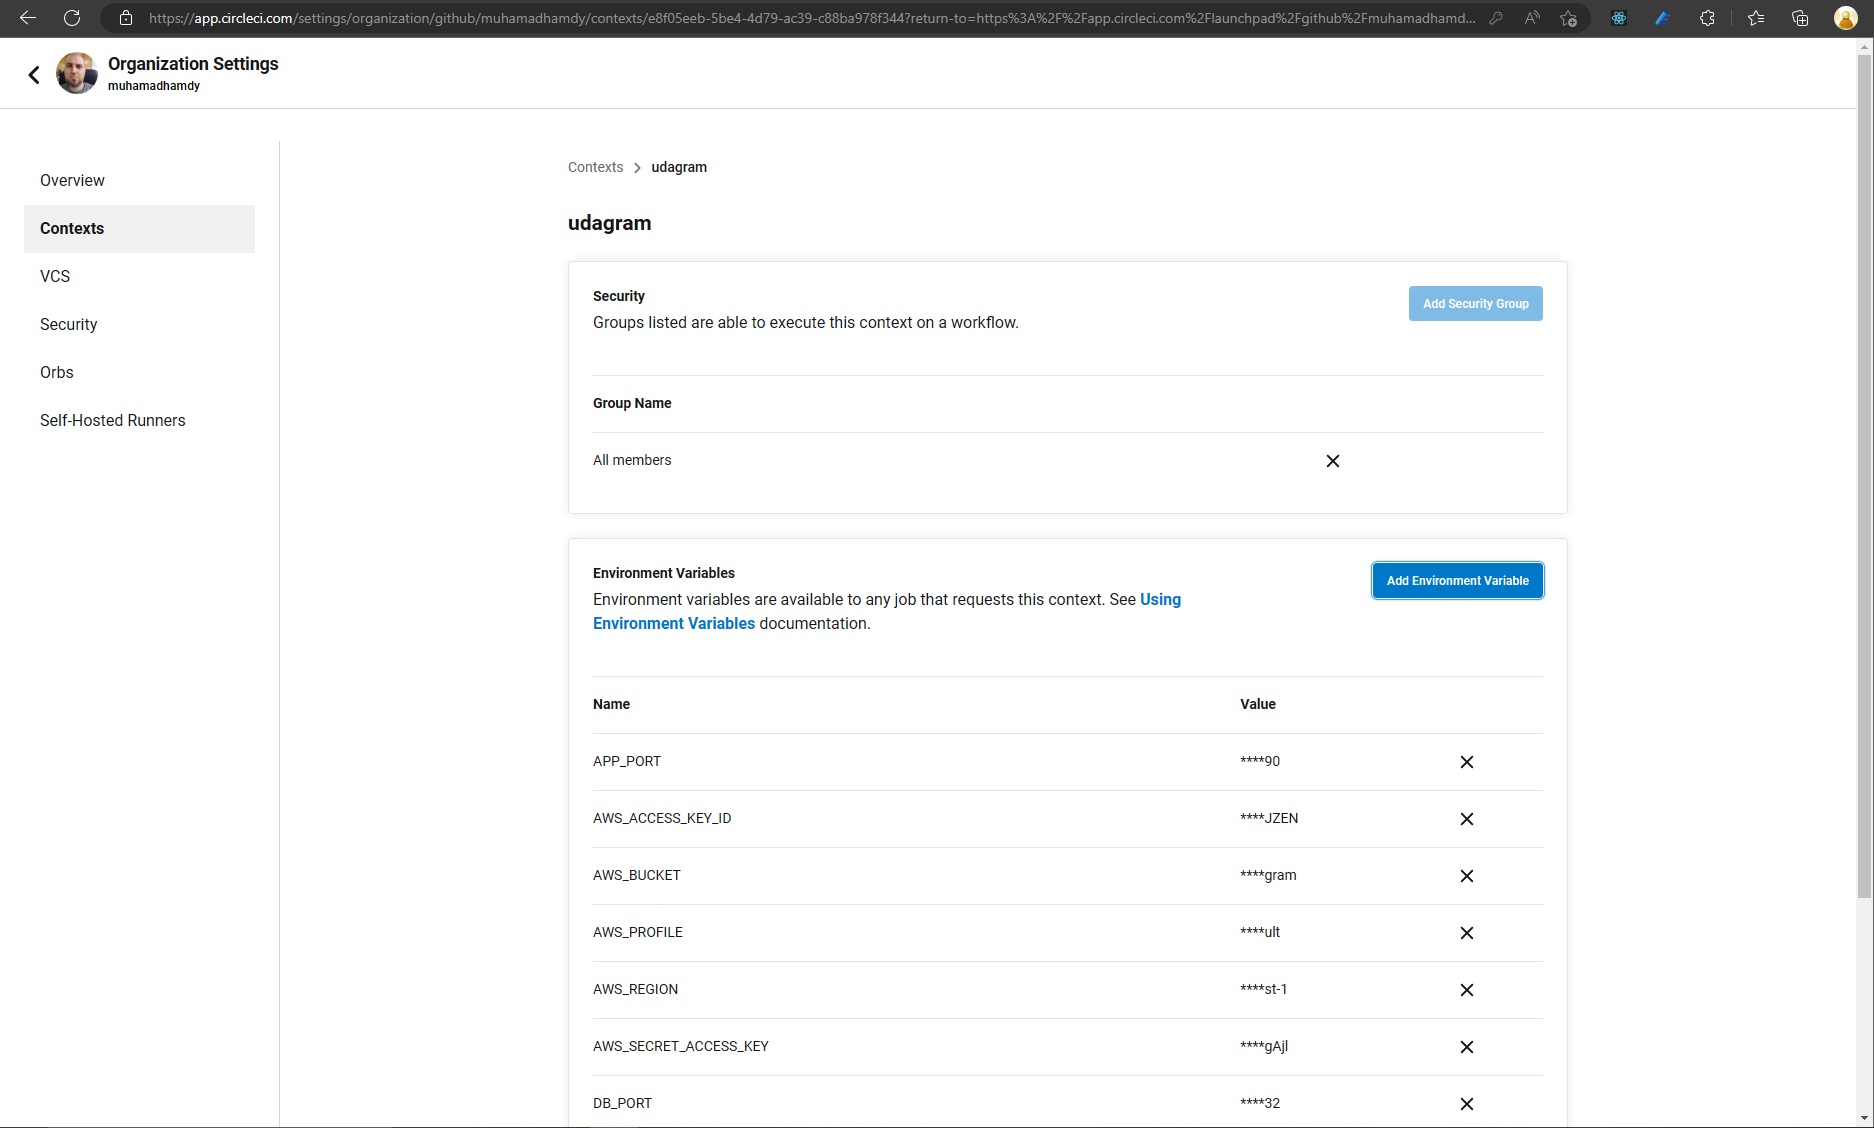 https://app.circleci.com/settings/organization/github/muhamadhamdy/contexts/e8f05eeb-5be4-4d79-ac39-c88ba978f344?return-to=https%3A%2F%2Fapp.circleci.com%2Flaunchpad%2Fgithub%2Fmuhamadhamd...
Organization Settings
muhamadhamdy
Overview
Contexts
VCS
Security
Orbs
Self-Hosted Runners
Contexts > udagram
udagram
Security
Add Security Group
Groups listed are able to execute this context on a workflow.
Group Name
All members
Environment Variables
Add Environment Variable
Environment variables are available to any job that requests this context. See Using
Environment Variables documentation.
Name Value
APP_PORT ****90
AWS_ACCESS_KEY_ID ****JZEN
AWS_BUCKET ****gram
AWS_PROFILE ****ult
AWS_REGION ****st-1
AWS_SECRET_ACCESS_KEY ****gAjl
DB_PORT ****32